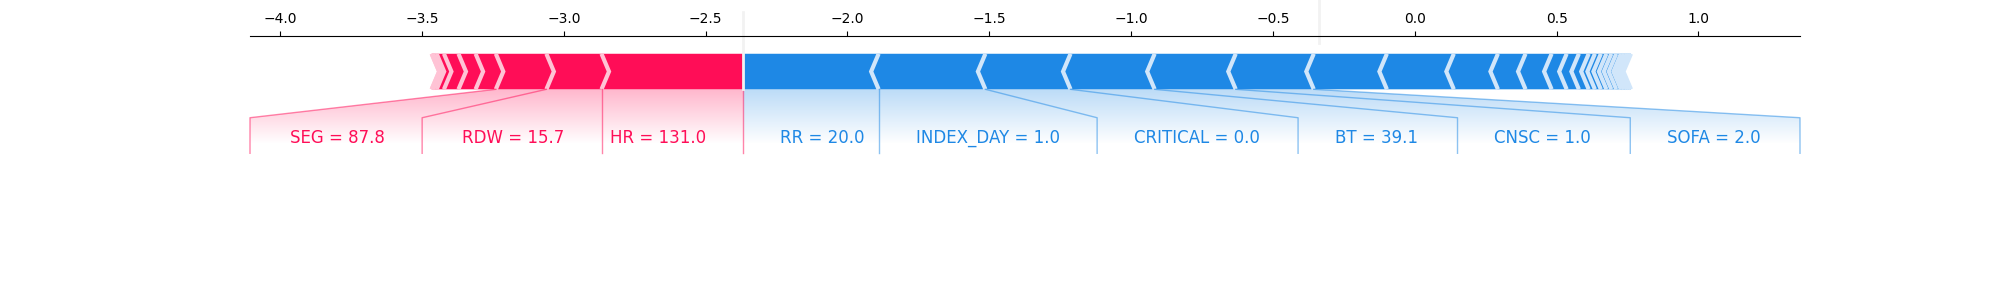 −4.0 −3.5 −3.0 −2.5 −2.0 −1.5 −1.0 −0.5 0.0 0.5 1.0
SEG = 87.8 RDW = 15.7 HR = 131.0 RR = 20.0 INDEX_DAY = 1.0 CRITICAL = 0.0 BT = 39.1 CNSC = 1.0 SOFA = 2.0